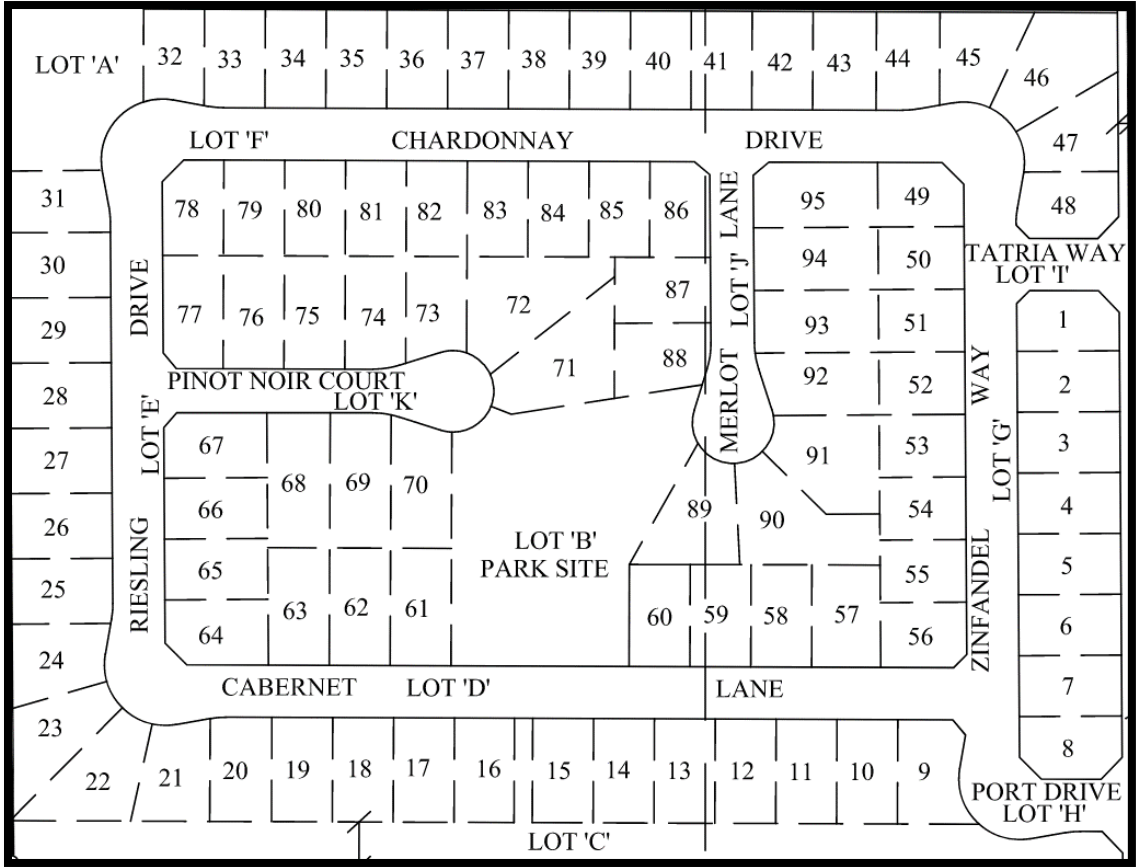 LOT 'A' 32 33 34 35 36 37 38 39 40 41 42 43 44 45 46
LOT 'F' CHARDONNAY DRIVE 47
31 78 79 80 81 82 83 84 85 86 LANE 95 49 48
30 DRIVE 94 50 TATRIA WAY
LOT 'I'
29 77 76 75 74 73 72 87 LOT 'J' 93 51 1
28 PINOT NOIR COURT 71 88 MERLOT 92 52 WAY 2
LOT 'K'
27 LOT 'E' 67 68 69 70 91 53 LOT 'G' 3
26 66 89 90 54 4
LOT 'B'
PARK SITE
25 RIESLING 65 55 ZINFANDEL 5
24 64 63 62 61 60 59 58 57 56 6
CABERNET LOT 'D' LANE 7
23 8
22 21 20 19 18 17 16 15 14 13 12 11 10 9
PORT DRIVE
LOT 'H'
LOT 'C'